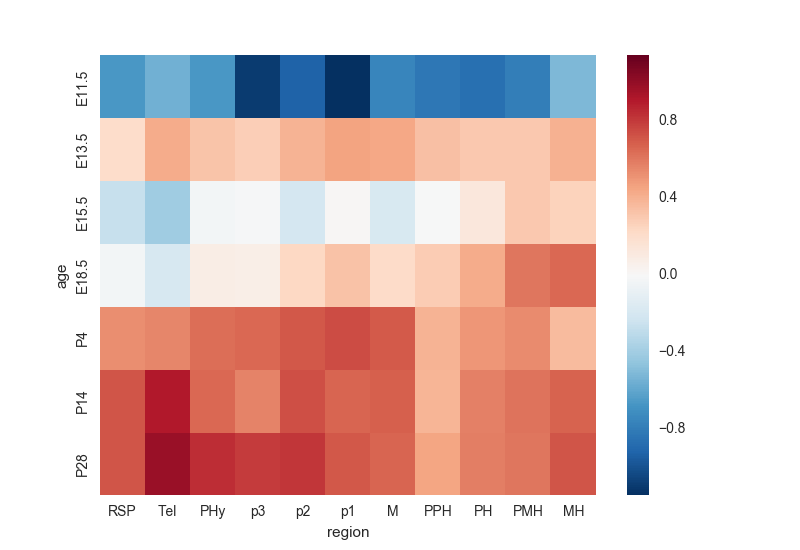 E11.5
E13.5
E15.5
E18.5
P4
P14
P28
age
RSP Tel PHy p3 p2 p1 M PPH PH PMH MH
region
0.8
0.4
0.0
−0.4
−0.8